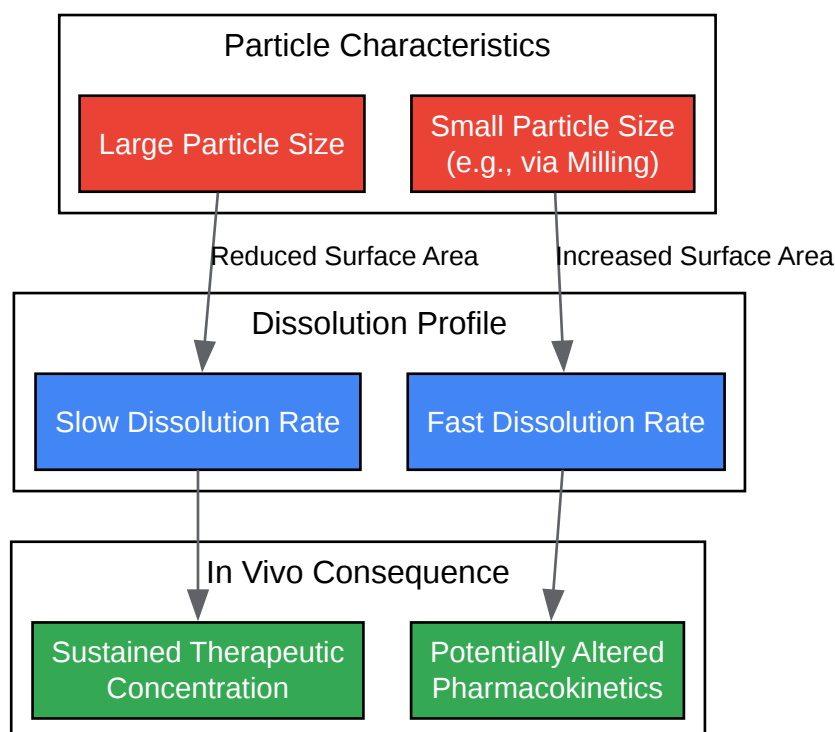 Particle Characteristics
Large Particle Size
Small Particle Size
(e.g., via Milling)
Reduced Surface Area
Increased Surface Area
Dissolution Profile
Slow Dissolution Rate
Fast Dissolution Rate
In Vivo Consequence
Sustained Therapeutic
Concentration
Potentially Altered
Pharmacokinetics